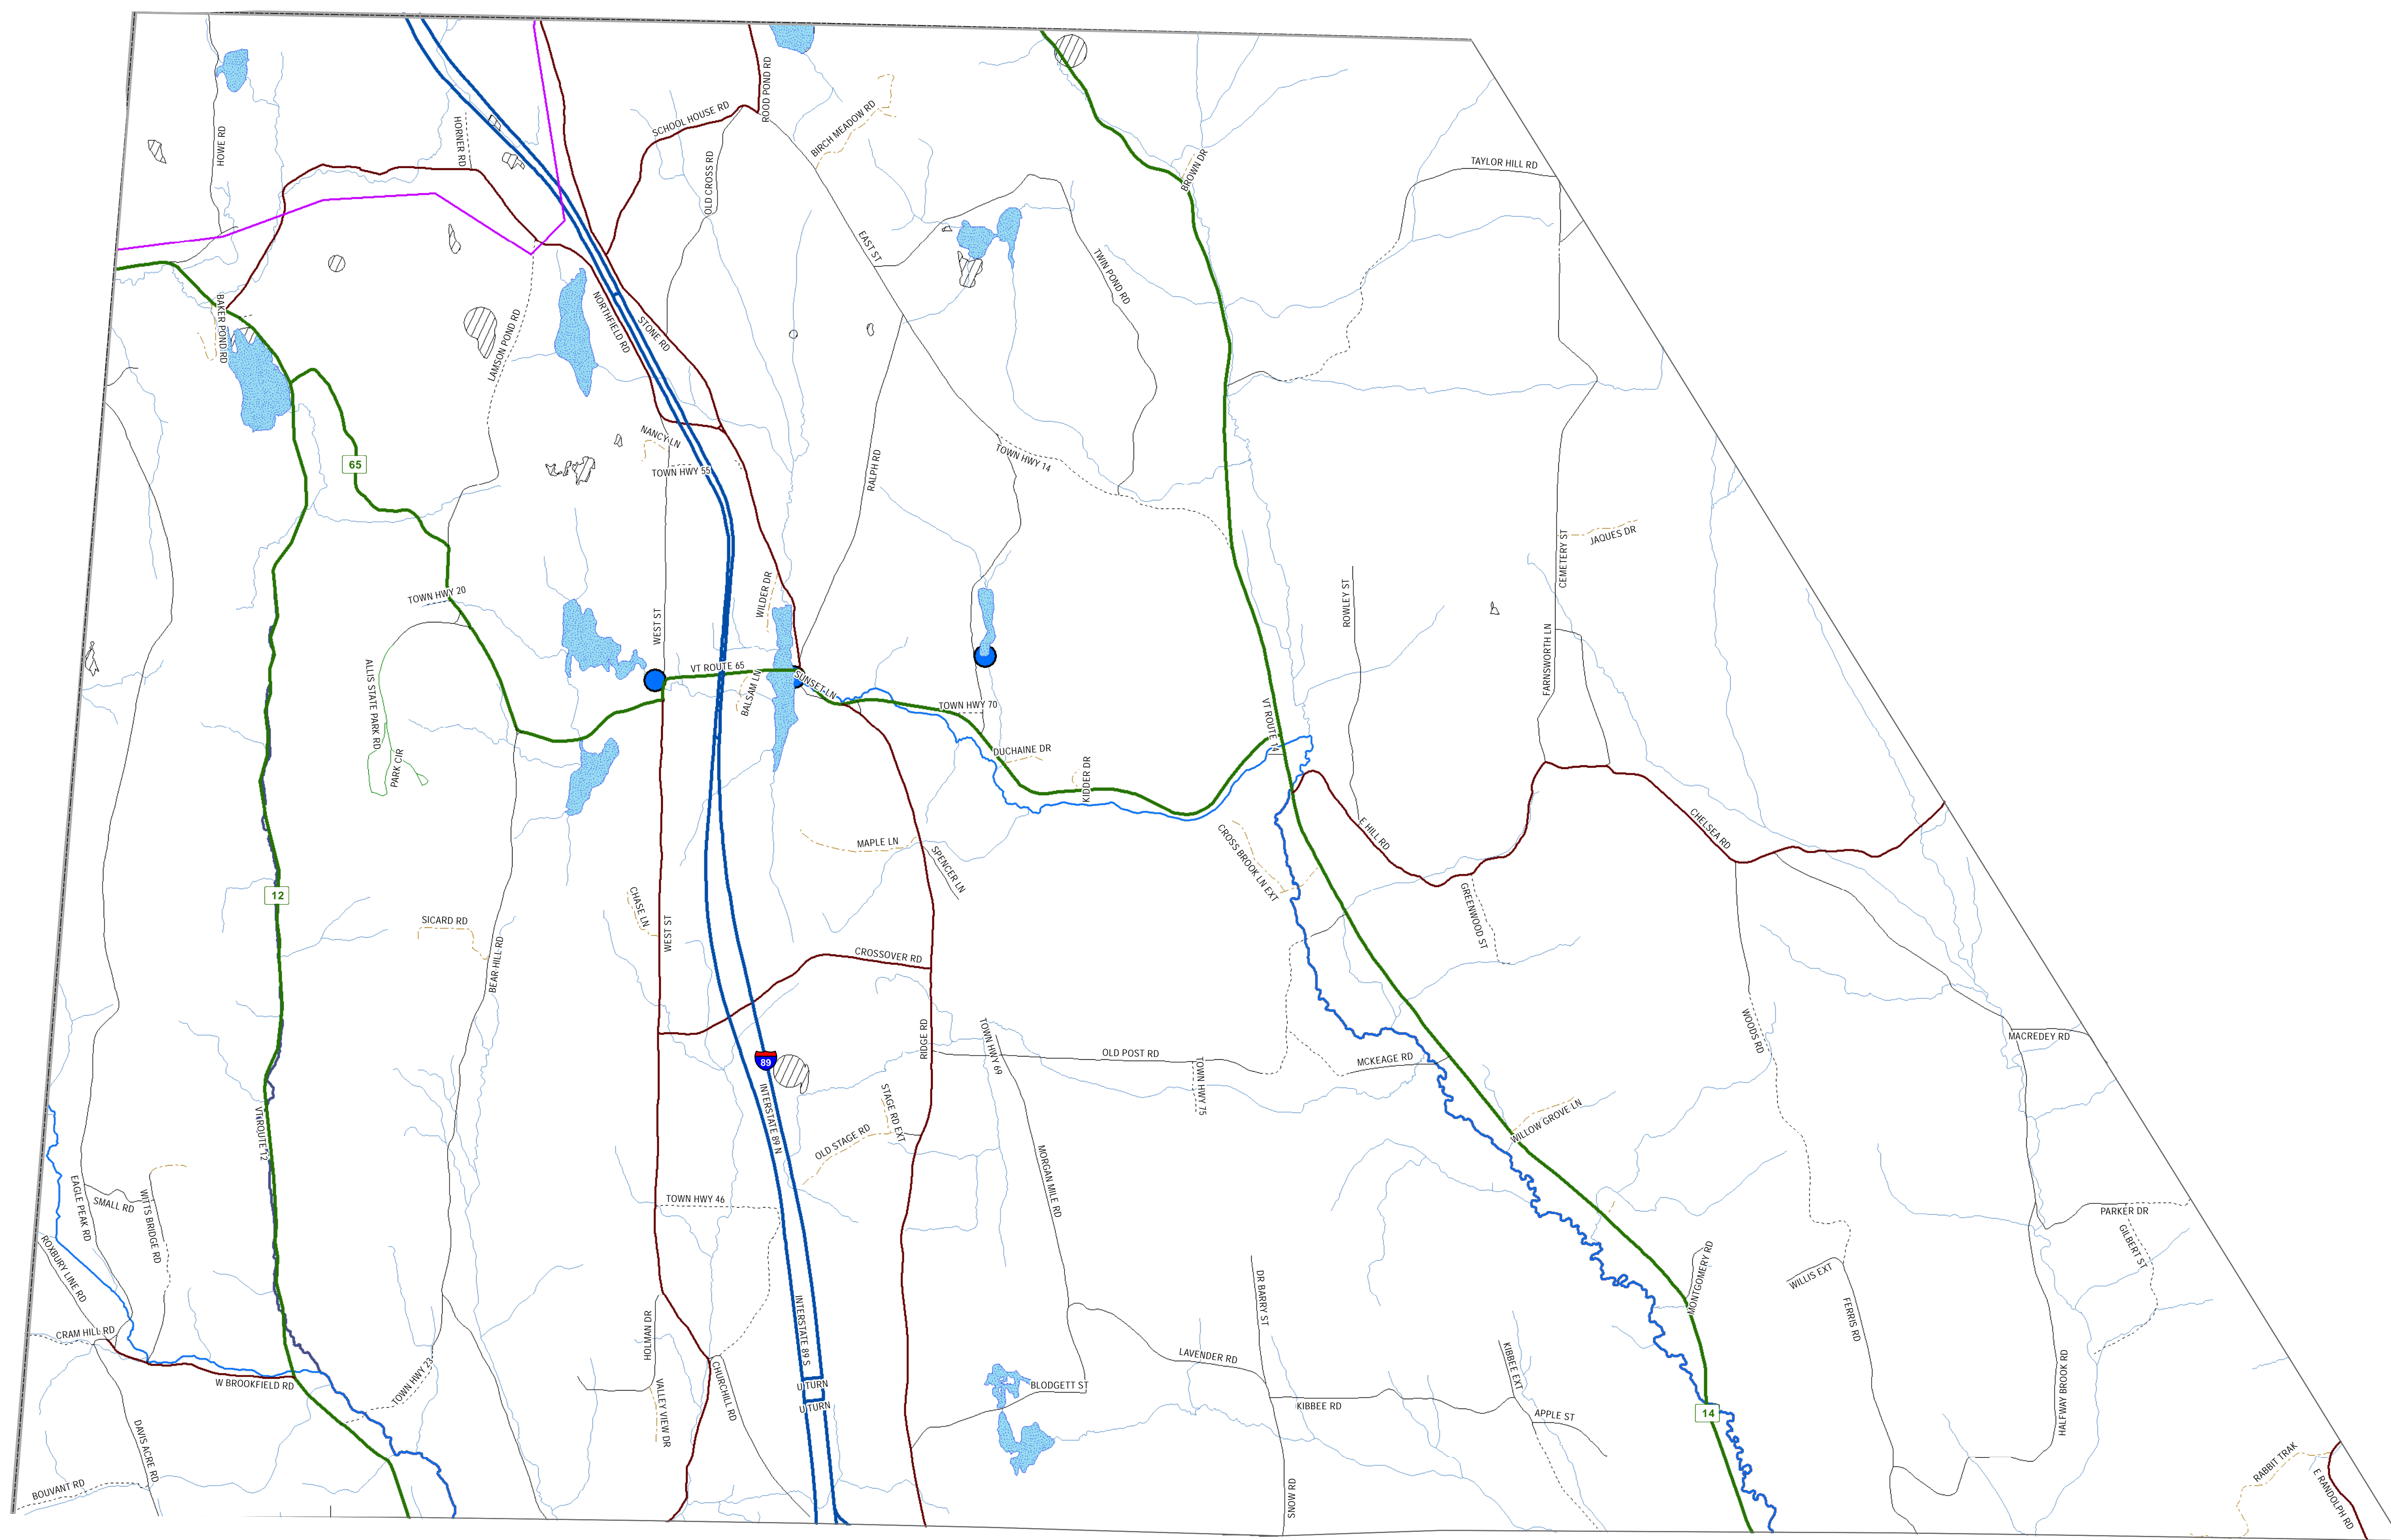 ROOD POND RD
SCHOOL HOUSE RD
BIRCH MEADOW RD
HORNER RD
HOWE RD
OLD CROSS RD
BROWN DR
TAYLOR HILL RD
EAST ST
TWIN POND RD
BAKER POND RD
NORTHFIELD RD
STONE RD
LAMSON POND RD
NANCY LN
TOWN HWY 55
65
RALPH RD
TOWN HWY 14
JAQUES DR
CEMETERY ST
TOWN HWY 20
WILDER DR
WEST ST
ROWLEY ST
FARNSWORTH LN
ALLIS STATE PARK RD
PARK CIR
VT ROUTE 65
BALSAM LN
SUNSET LN
TOWN HWY 70
VT ROUTE 14
DUCHAINE DR
KIDDER DR
MAPLE LN
SPENCER LN
CROSS BROOK LN EXT
E HILL RD
CHELSEA RD
12
SICARD RD
CHASE LN
WEST ST
BEAR HILL RD
CROSSOVER RD
GREENWOOD ST
WOODS RD
MACREDEY RD
RIDGE RD
TOWN HWY 69
OLD POST RD
TOWN HWY 75
MCKEAGE RD
89
INTERSTATE 89 N
STAGE RD EXT
OLD STAGE RD
WILLOW GROVE LN
VT ROUTE 12
MORGAN MILE RD
EAGLE PEAK RD
SMALL RD
WITTS BRIDGE RD
TOWN HWY 46
PARKER DR
GILBERT ST
ROXBURY LINE RD
MONTGOMERY RD
WILLIS EXT
DR BARRY ST
FERRIS RD
CRAM HILL RD
HOLMAN DR
INTERSTATE 89 S
LAVENDER RD
KIBBEE EXT
HALFWAY BROOK RD
W BROOKFIELD RD
TOWN HWY 23
CHURCHILL RD
U TURN
U TURN
BLODGETT ST
KIBBEE RD
APPLE ST
14
VALLEY VIEW DR
DAVIS ACRE RD
BOUVANT RD
SNOW RD
RABBIT TRAK
E RANDOLPH RD